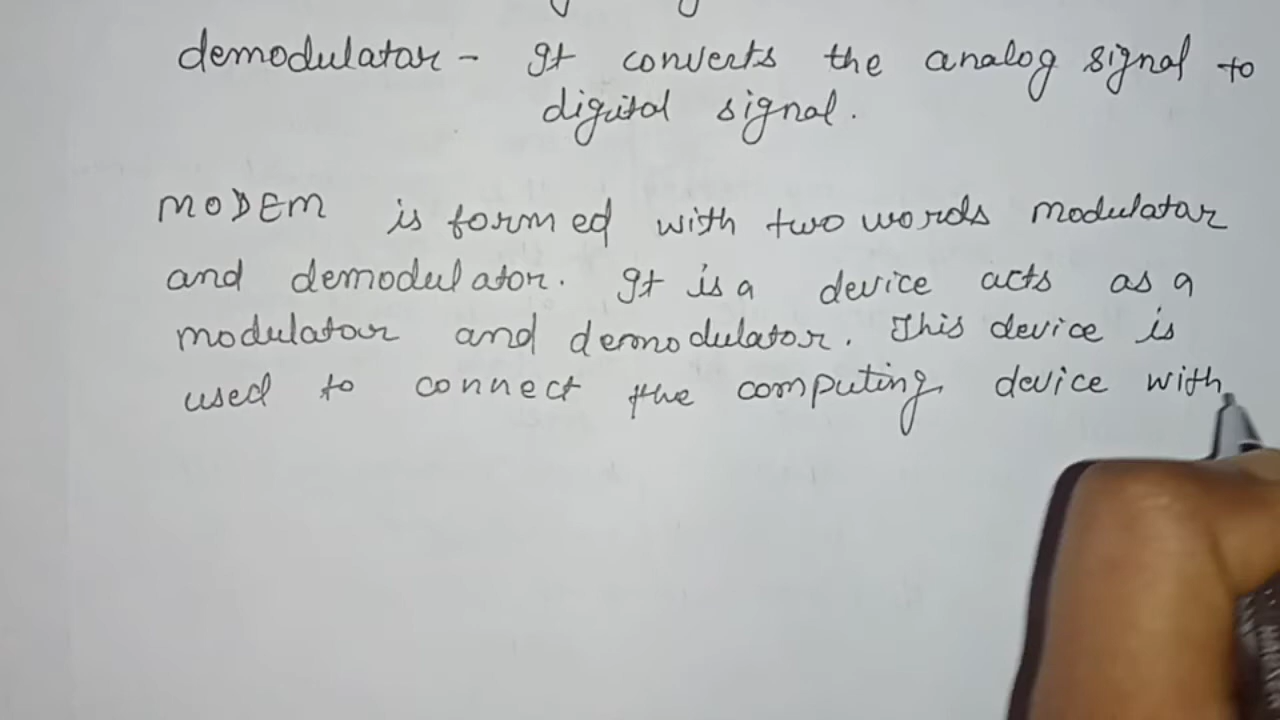 demodulatar - It converts the analog signal to
digital signal.
MODEM is formed with two words modulatar
and demodulator. It is a device acts as a
modulator and demodulator. This device is
used to connect the computing device with